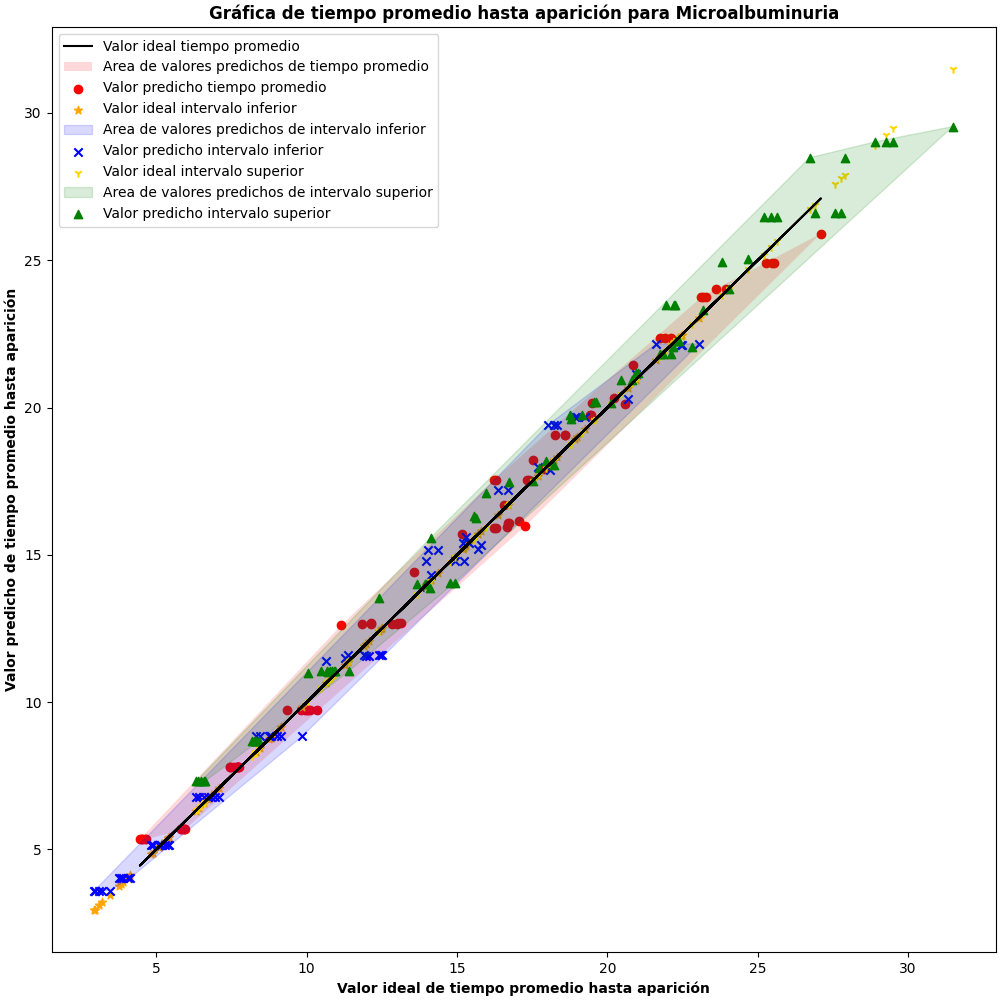 Gráfica de tiempo promedio hasta aparición para Microalbuminuria
Valor ideal tiempo promedio
Area de valores predichos de tiempo promedio
Valor predicho tiempo promedio
Valor ideal intervalo inferior
Area de valores predichos de intervalo inferior
Valor predicho intervalo inferior
Valor ideal intervalo superior
Area de valores predichos de intervalo superior
Valor predicho intervalo superior
Valor predicho de tiempo promedio hasta aparición
30
25
20
15
10
5
5 10 15 20 25 30
Valor ideal de tiempo promedio hasta aparición